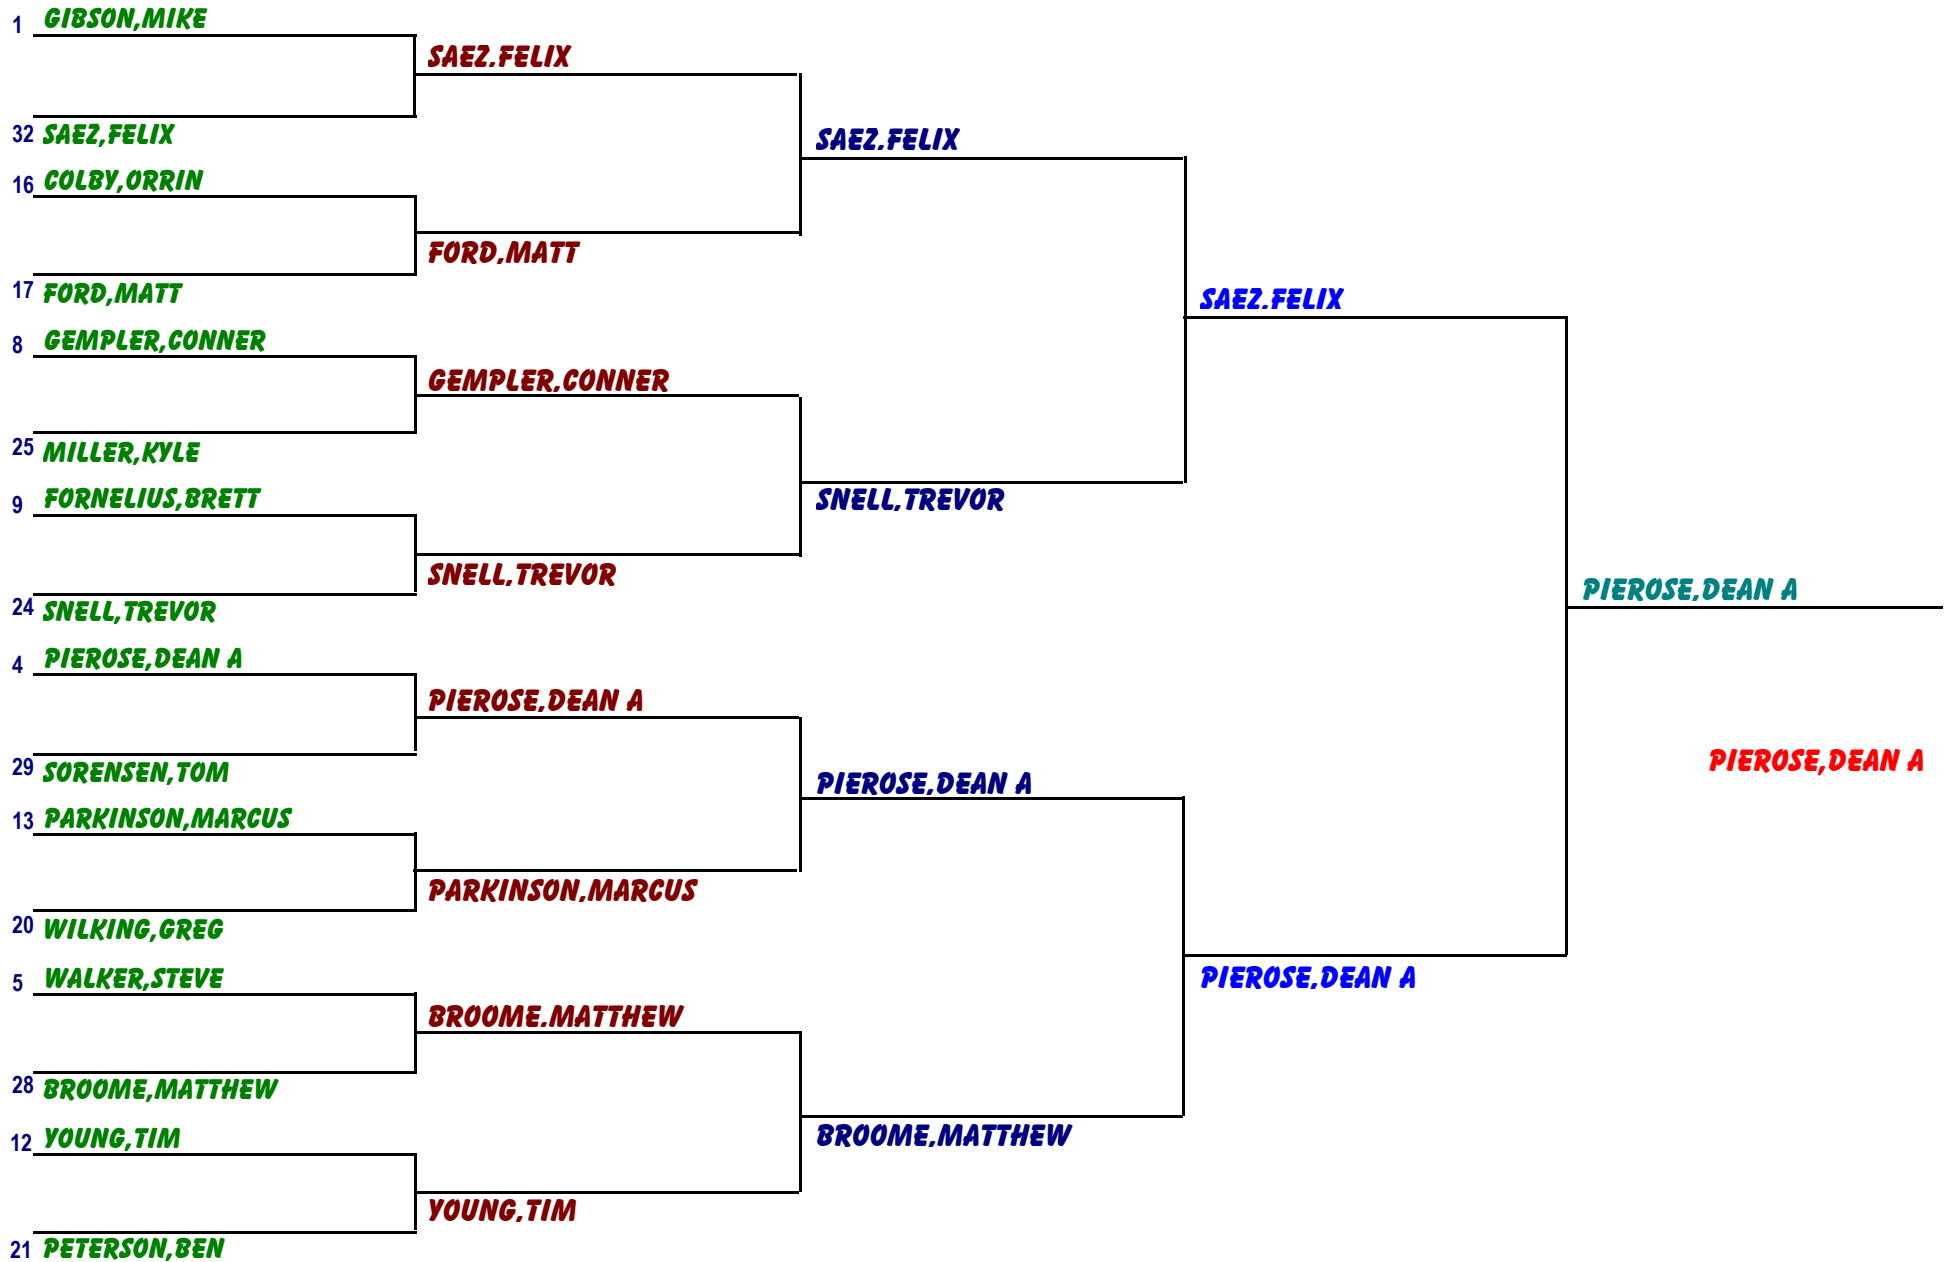 1 GIBSON,MIKE
SAEZ.FELIX
32 SAEZ,FELIX
SAEZ.FELIX
16 COLBY,ORRIN
FORD,MATT
17 FORD,MATT
SAEZ.FELIX
8 GEMPLER,CONNER
GEMPLER,CONNER
25 MILLER,KYLE
9 FORNELIUS,BRETT
SNELL,TREVOR
SNELL,TREVOR
24 SNELL,TREVOR
PIEROSE,DEAN A
4 PIEROSE,DEAN A
PIEROSE,DEAN A
29 SORENSEN,TOM
PIEROSE,DEAN A
PIEROSE,DEAN A
13 PARKINSON,MARCUS
PARKINSON,MARCUS
20 WILKING,GREG
5 WALKER,STEVE
PIEROSE,DEAN A
BROOME.MATTHEW
28 BROOME,MATTHEW
12 YOUNG,TIM
BROOME,MATTHEW
YOUNG,TIM
21 PETERSON,BEN